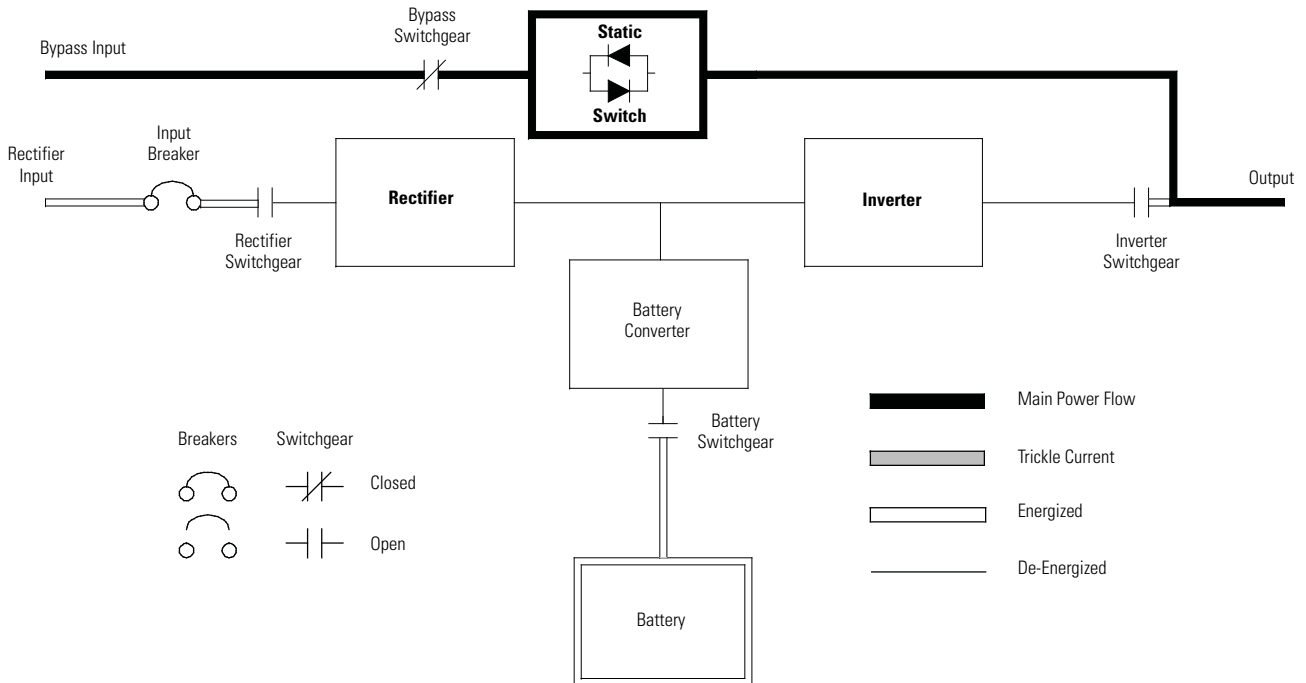 Bypass
Switchgear
Bypass Input
Static
Switch
Input
Breaker
Rectifier
Input
Rectifier
Inverter
Output
Rectifier
Switchgear
Inverter
Switchgear
Battery
Converter
Battery
Switchgear
Battery
Breakers
Switchgear
Closed
Open
Main Power Flow
Trickle Current
Energized
De-Energized